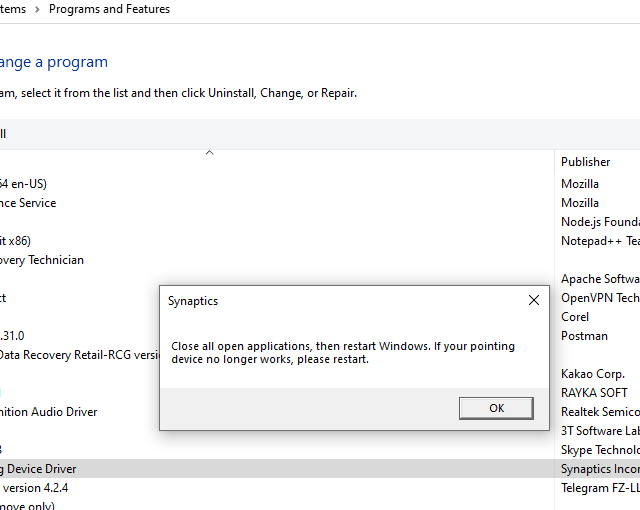 tems > Programs and Features
ange a program
am, select it from the list and then click Uninstall, Change, or Repair.
ll
Publisher
64 en-US) Mozilla
nce Service Mozilla
Node.js Founda
it x86) Notepad++ Tea
overy Technician
Apache Softwa
ct OpenVPN Tech
Corel
.31.0 Postman
Data Recovery Retail-RCG versi
Kakao Corp.
RAYKA SOFT
nition Audio Driver Realtek Semico
3T Software Lab
3 Skype Technolo
g Device Driver Synaptics Incor
version 4.2.4 Telegram FZ-LL
move only)
Synaptics
Close all open applications, then restart Windows. If your pointing
device no longer works, please restart.
OK